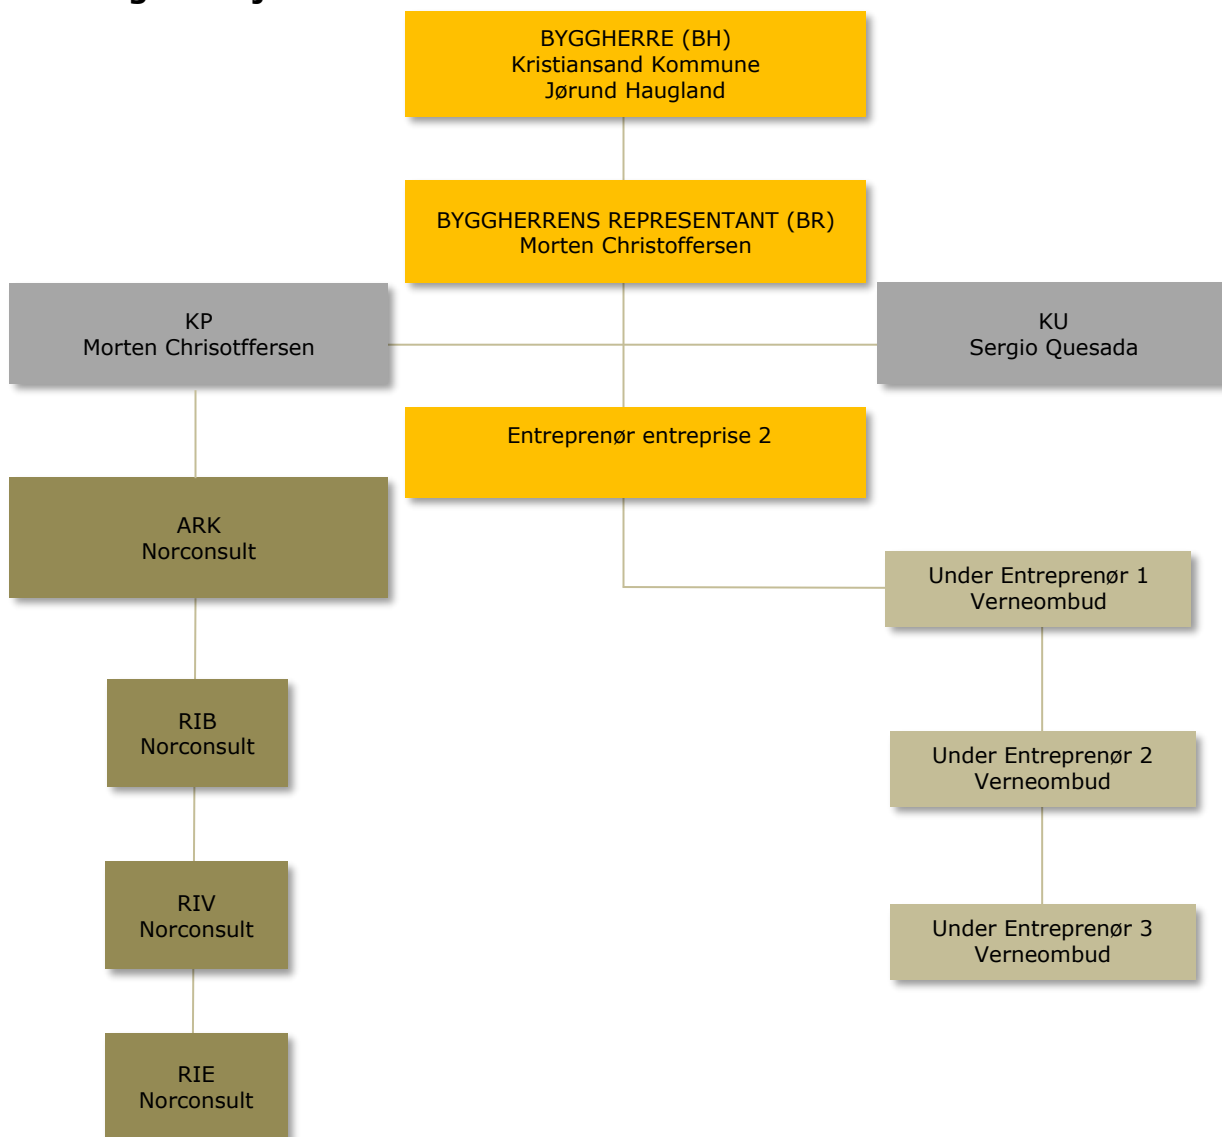 BYGGHERRE (BH)
Kristiansand Kommune
Jørund Haugland
BYGGHERRENS REPRESENTANT (BR)
Morten Christoffersen
KP
Morten Chrisotffersen
KU
Sergio Quesada
Entreprenør entreprise 2
ARK
Norconsult
Under Entreprenør 1
Verneombud
RIB
Norconsult
Under Entreprenør 2
Verneombud
RIV
Norconsult
Under Entreprenør 3
Verneombud
RIE
Norconsult